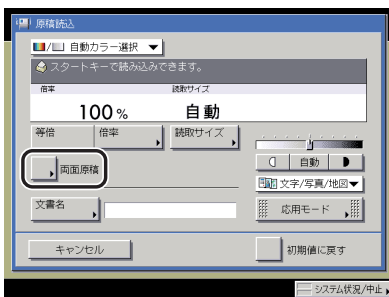 原稿読込
自動カラー選択
スタートキーで読み込みできます。
倍率
読取サイズ
100%
自動
等倍
倍率
読取サイズ
両面原稿
自動
文字/写真/地図
文書名
応用モード
キャンセル
初期値に戻す
システム状況/中止